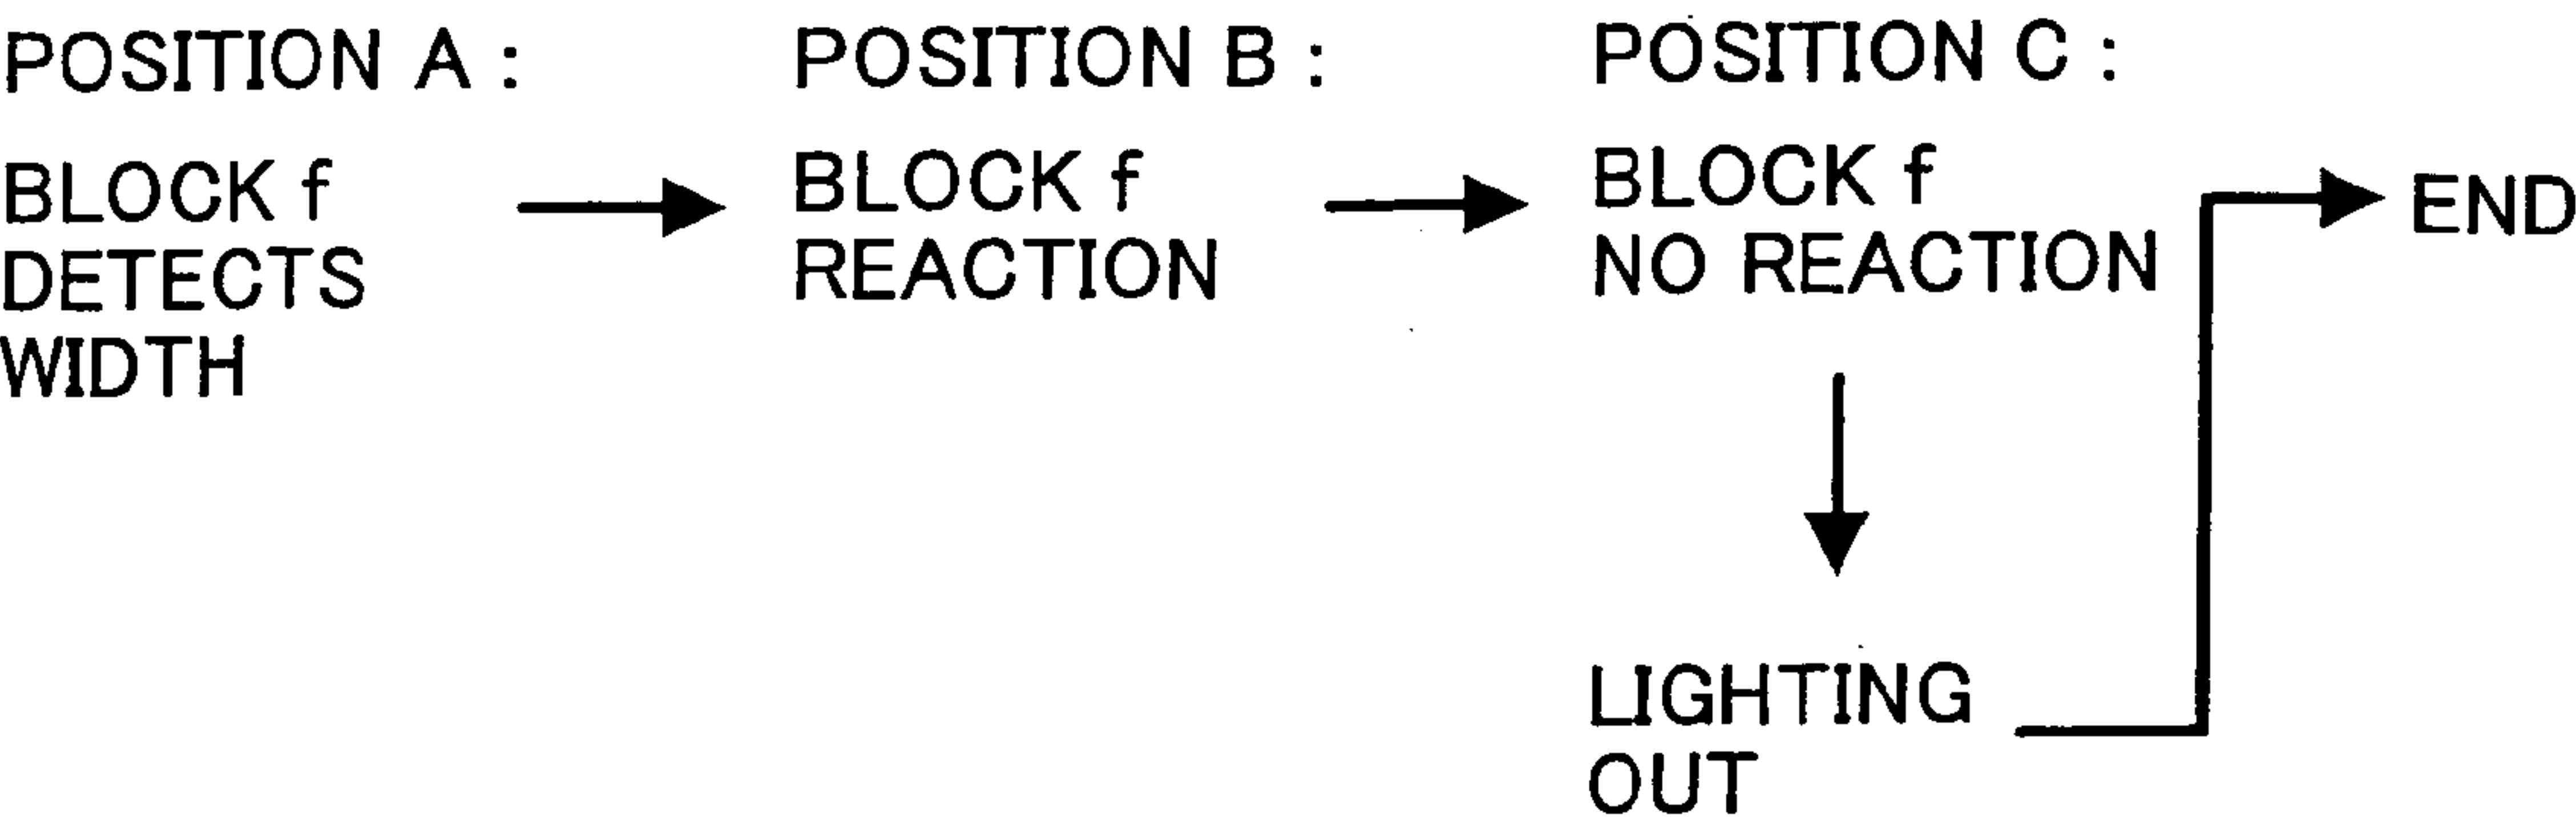 POSITION A :
BLOCK f
DETECTS
WIDTH
POSITION B :
BLOCK f
REACTION
POSITION C :
BLOCK f
NO REACTION
LIGHTING
OUT
END